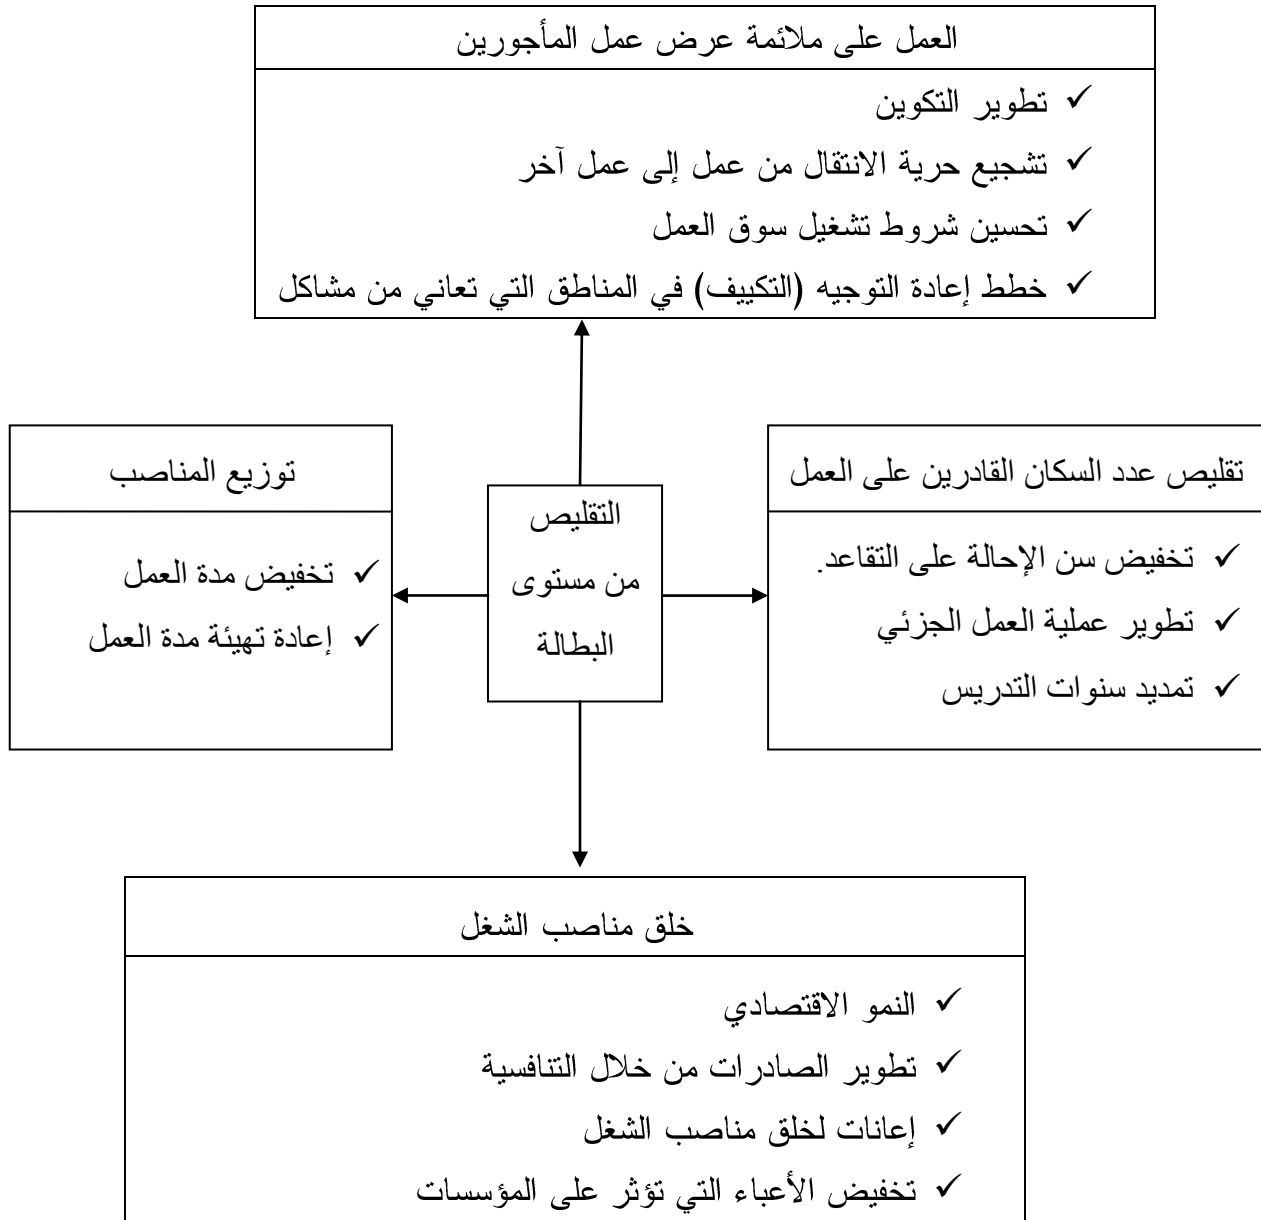 العمل على ملائمة عرض عمل المأجورين
✓ تطوير التكوين
✓ تشجيع حرية الانتقال من عمل إلى عمل آخر
✓ تحسين شروط تشغيل سوق العمل
✓ خطط إعادة التوجيه (التكييف) في المناطق التي تعاني من مشاكل
تقليص عدد السكان القادرين على العمل
✓ تخفيض سن الإحالة على التقاعد.
✓ تطوير عملية العمل الجزئي
✓ تمديد سنوات التدريس
التقليص
من مستوى
البطالة
توزيع المناصب
✓ تخفيض مدة العمل
✓ إعادة تهيئة مدة العمل
خلق مناصب الشغل
✓ النمو الاقتصادي
✓ تطوير الصادرات من خلال التنافسية
✓ إعانات لخلق مناصب الشغل
✓ تخفيض الأعباء التي تؤثر على المؤسسات